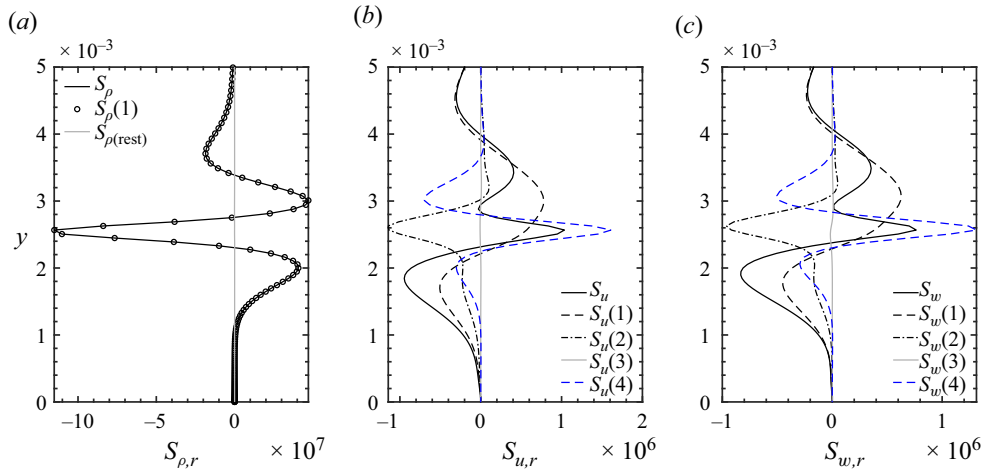 (a)
× 10⁻³
5
4
3
y
2
1
0
−10 −5 0
S_ρ,r × 10⁷
S_ρ
S_ρ(1)
S_ρ(rest)
(b)
× 10⁻³
5
4
3
2
1
0
−1 0 1 2
S_u,r × 10⁶
S_u
S_u(1)
S_u(2)
S_u(3)
S_u(4)
(c)
× 10⁻³
5
4
3
2
1
0
−1 0 1
S_w,r × 10⁶
S_w
S_w(1)
S_w(2)
S_w(3)
S_w(4)